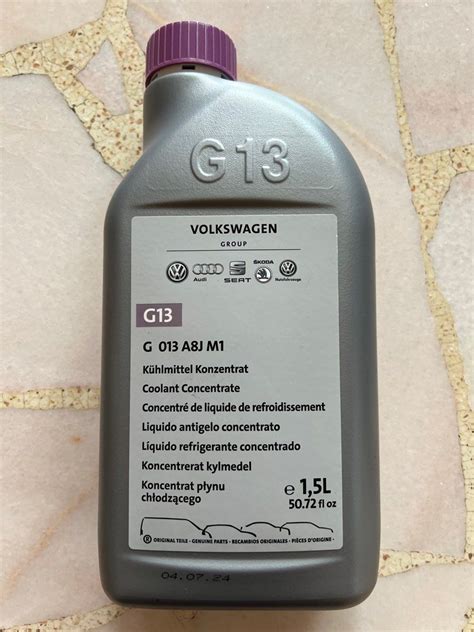 G13
VOLKSWAGEN
GROUP
Audi SEAT ŠKODA Nutzfahrzeuge
G13
G 013 A8J M1
Kühlmittel Konzentrat
Coolant Concentrate
Concentré de liquide de refroidissement
Liquido antigelo concentrato
Líquido refrigerante concentrado
Koncentrerat kylmedel
Koncentrat płynu
chłodzącego
e 1,5L
50.72 fl oz
® ORIGINAL TEILE - GENUINE PARTS - RECAMBIOS ORIGINALES - PIÈCES D'ORIGINE
04.07.24